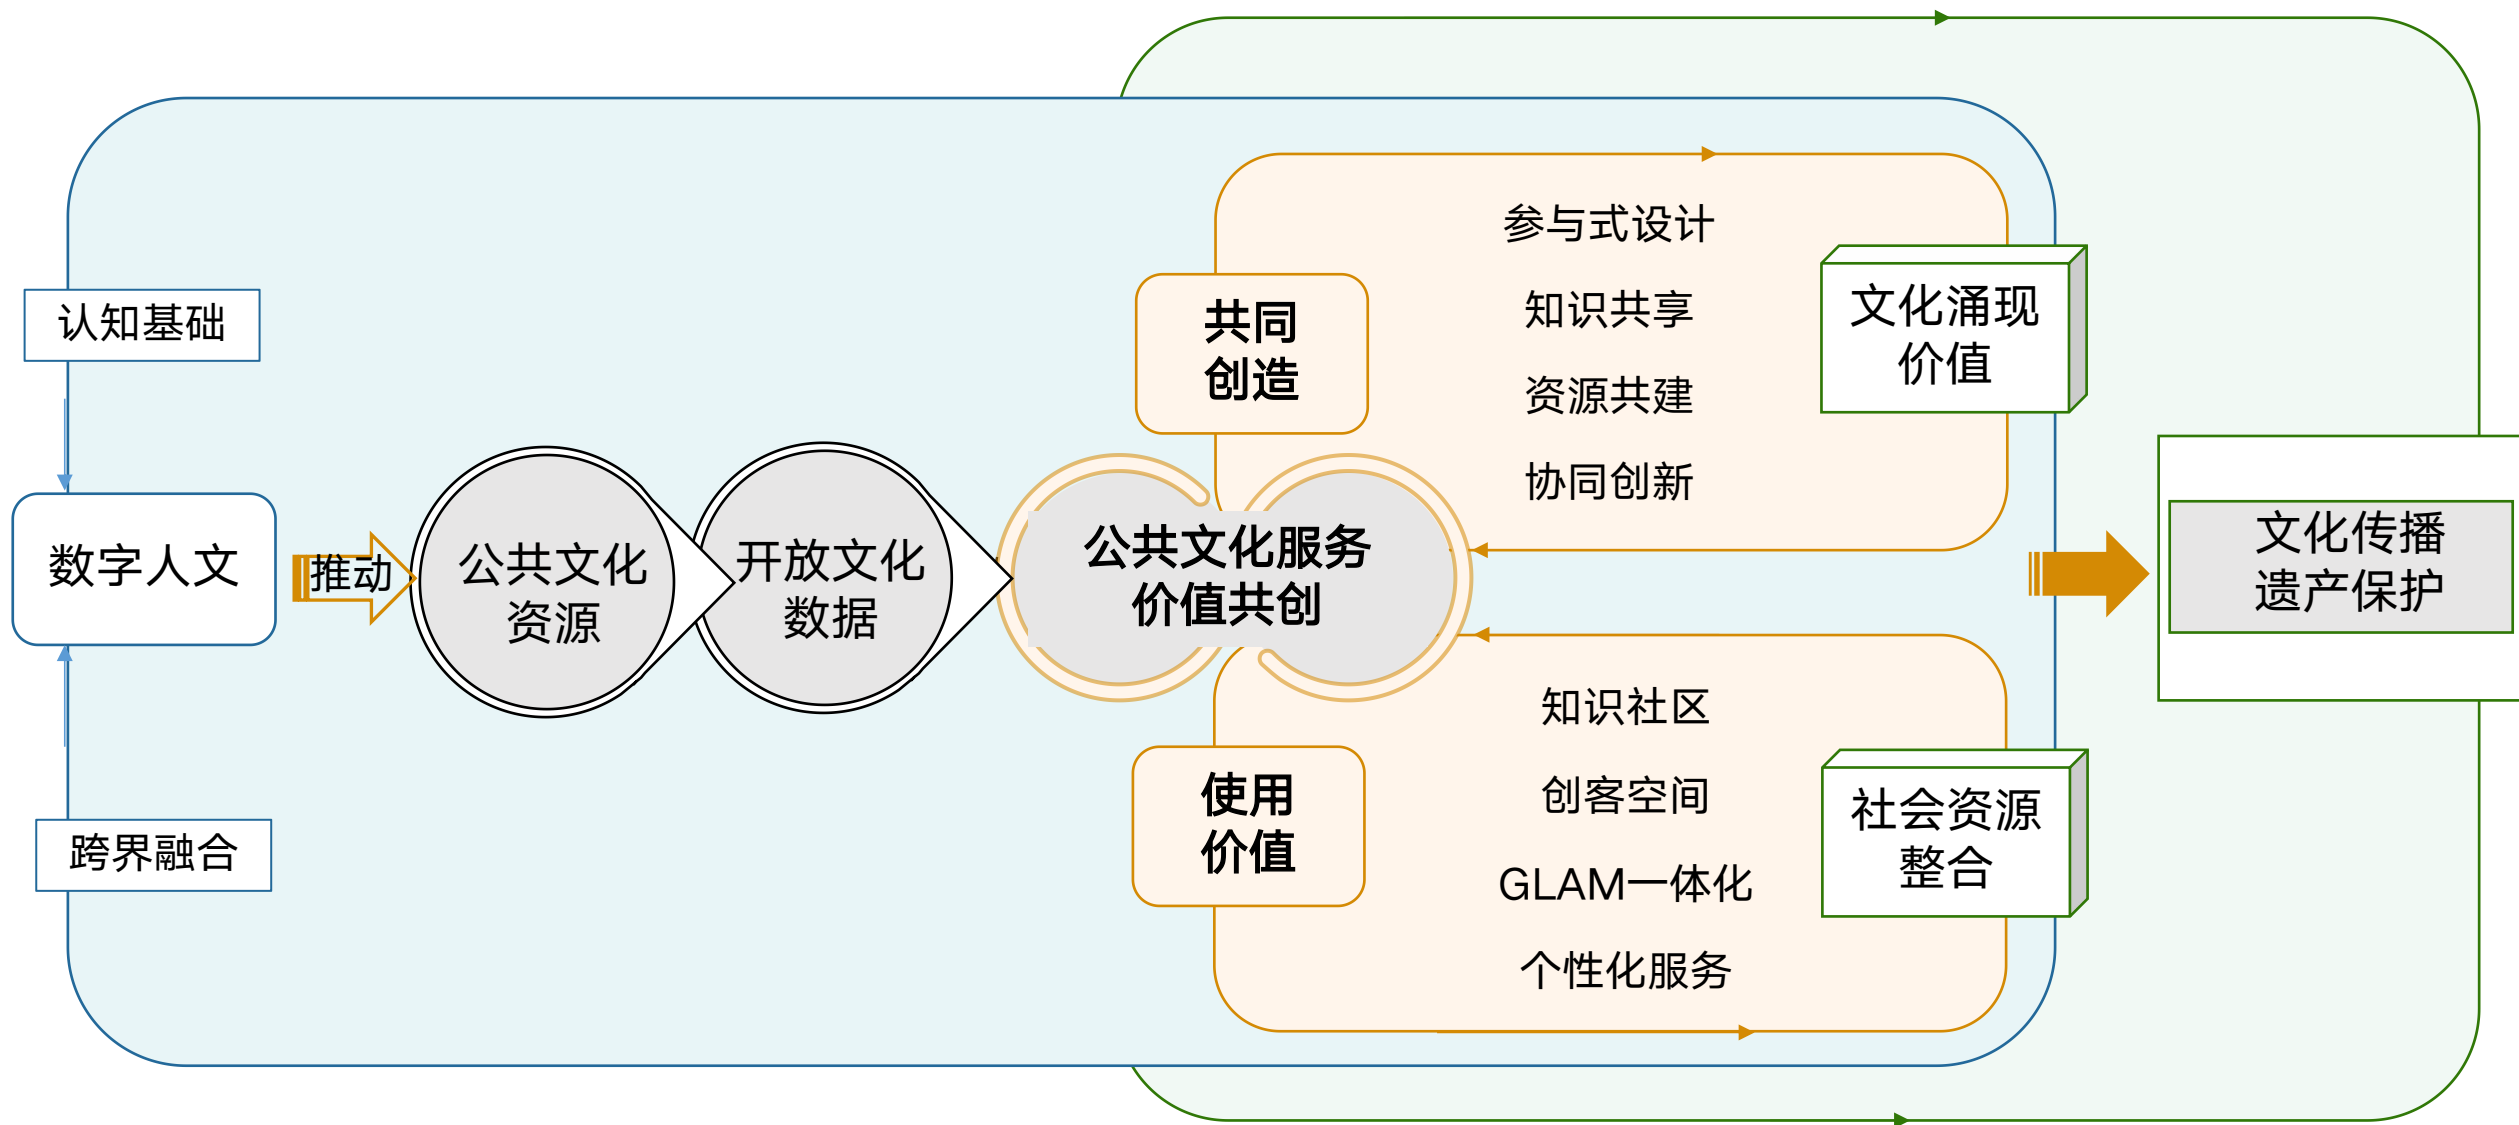 认知基础
数字人文
跨界融合
推动
公共文化
资源
开放文化
数据
公共文化服务
价值共创
共同
创造
参与式设计
知识共享
资源共建
协同创新
文化涌现
价值
使用
价值
知识社区
创客空间
GLAM一体化
个性化服务
社会资源
整合
文化传播
遗产保护